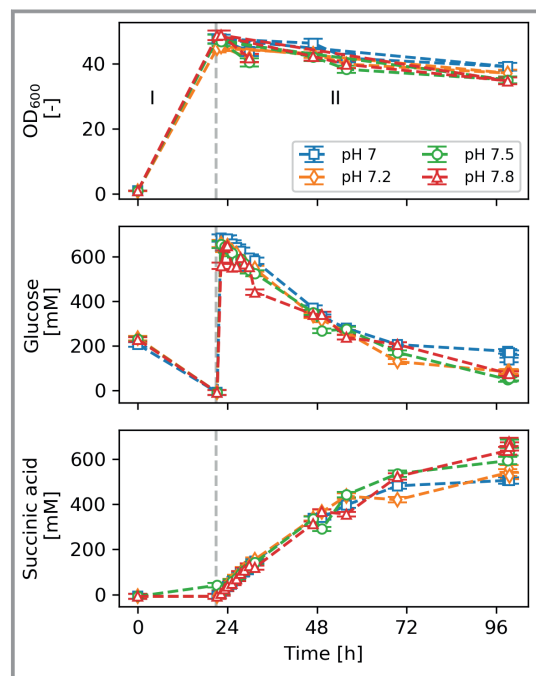 OD600
[-]
40
20
0
I
II
pH 7
pH 7.2
pH 7.5
pH 7.8
Glucose
[mM]
600
400
200
0
Succinic acid
[mM]
600
400
200
0
0
24
48
72
96
Time [h]